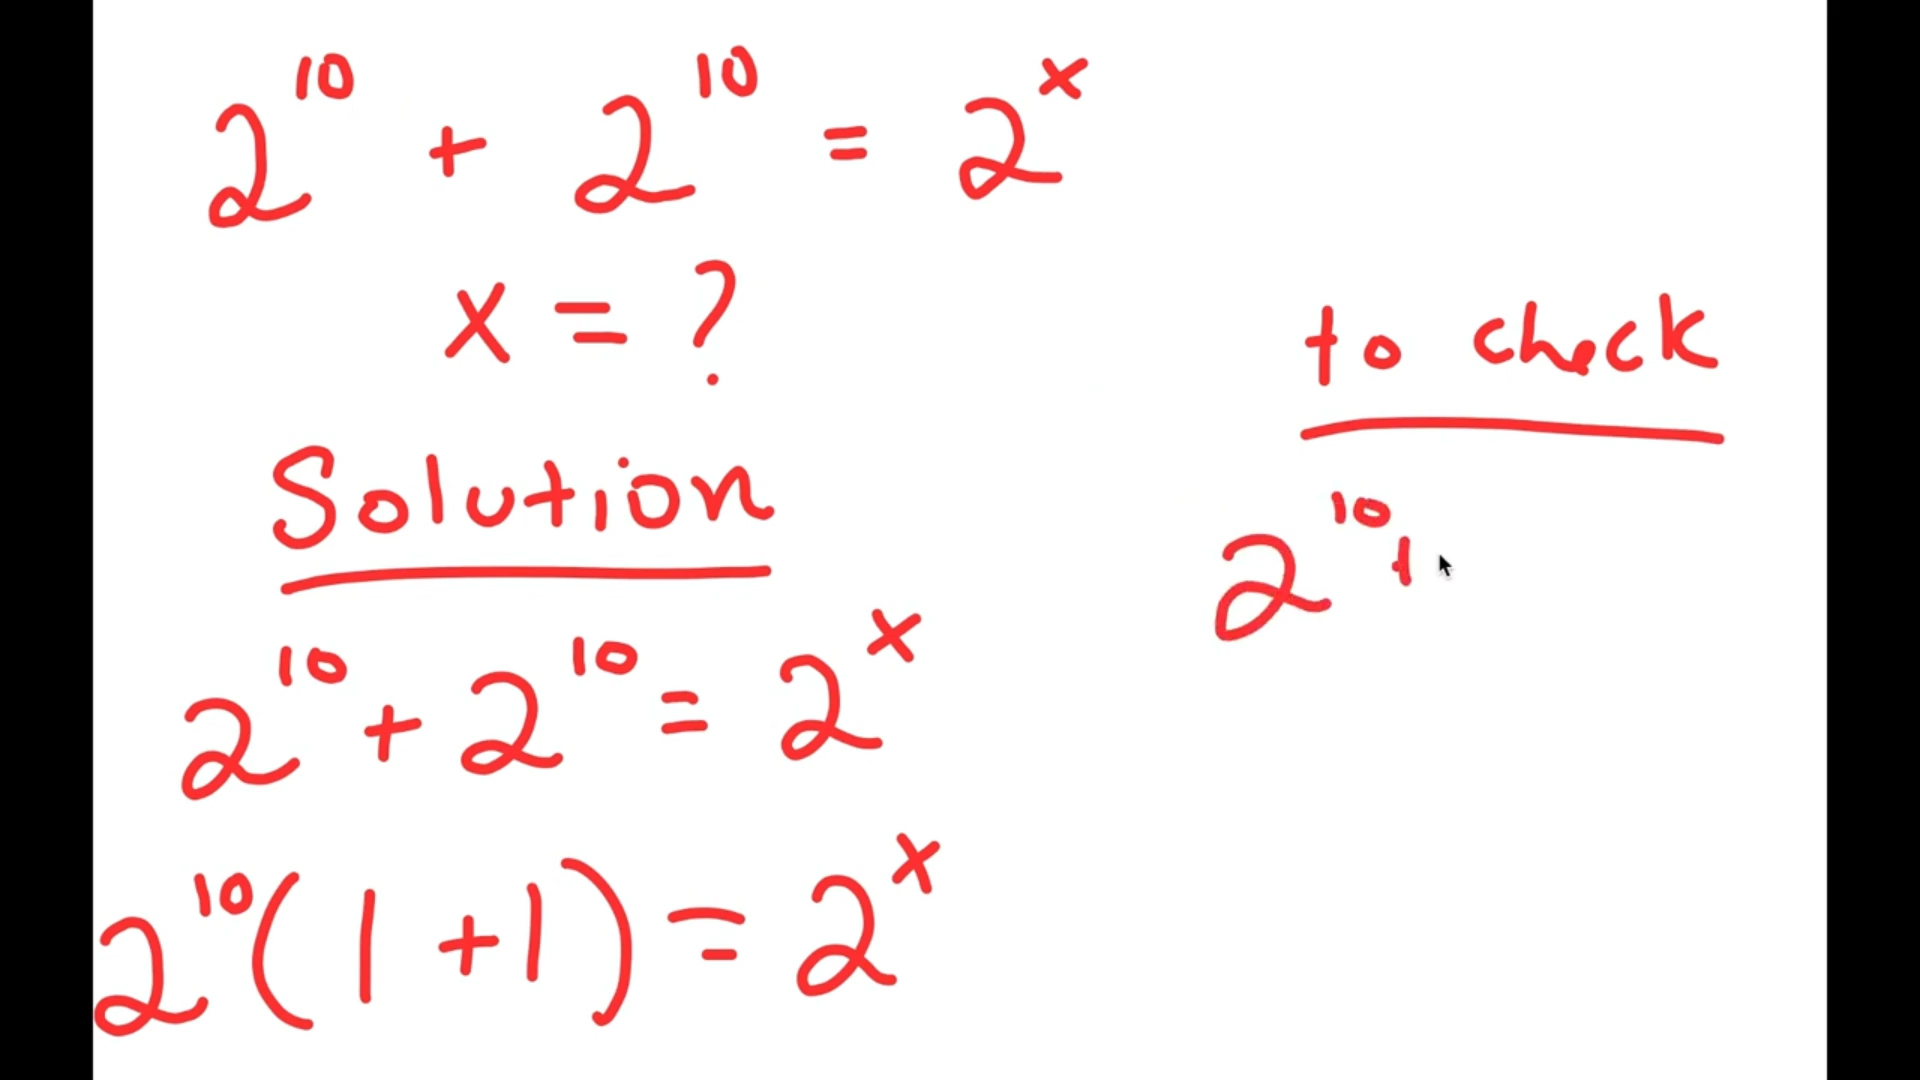 2^10 + 2^10 = 2^x
x = ?
Solution
2^10 + 2^10 = 2^x
2^10 (1 + 1) = 2^x
to check
2^10 +